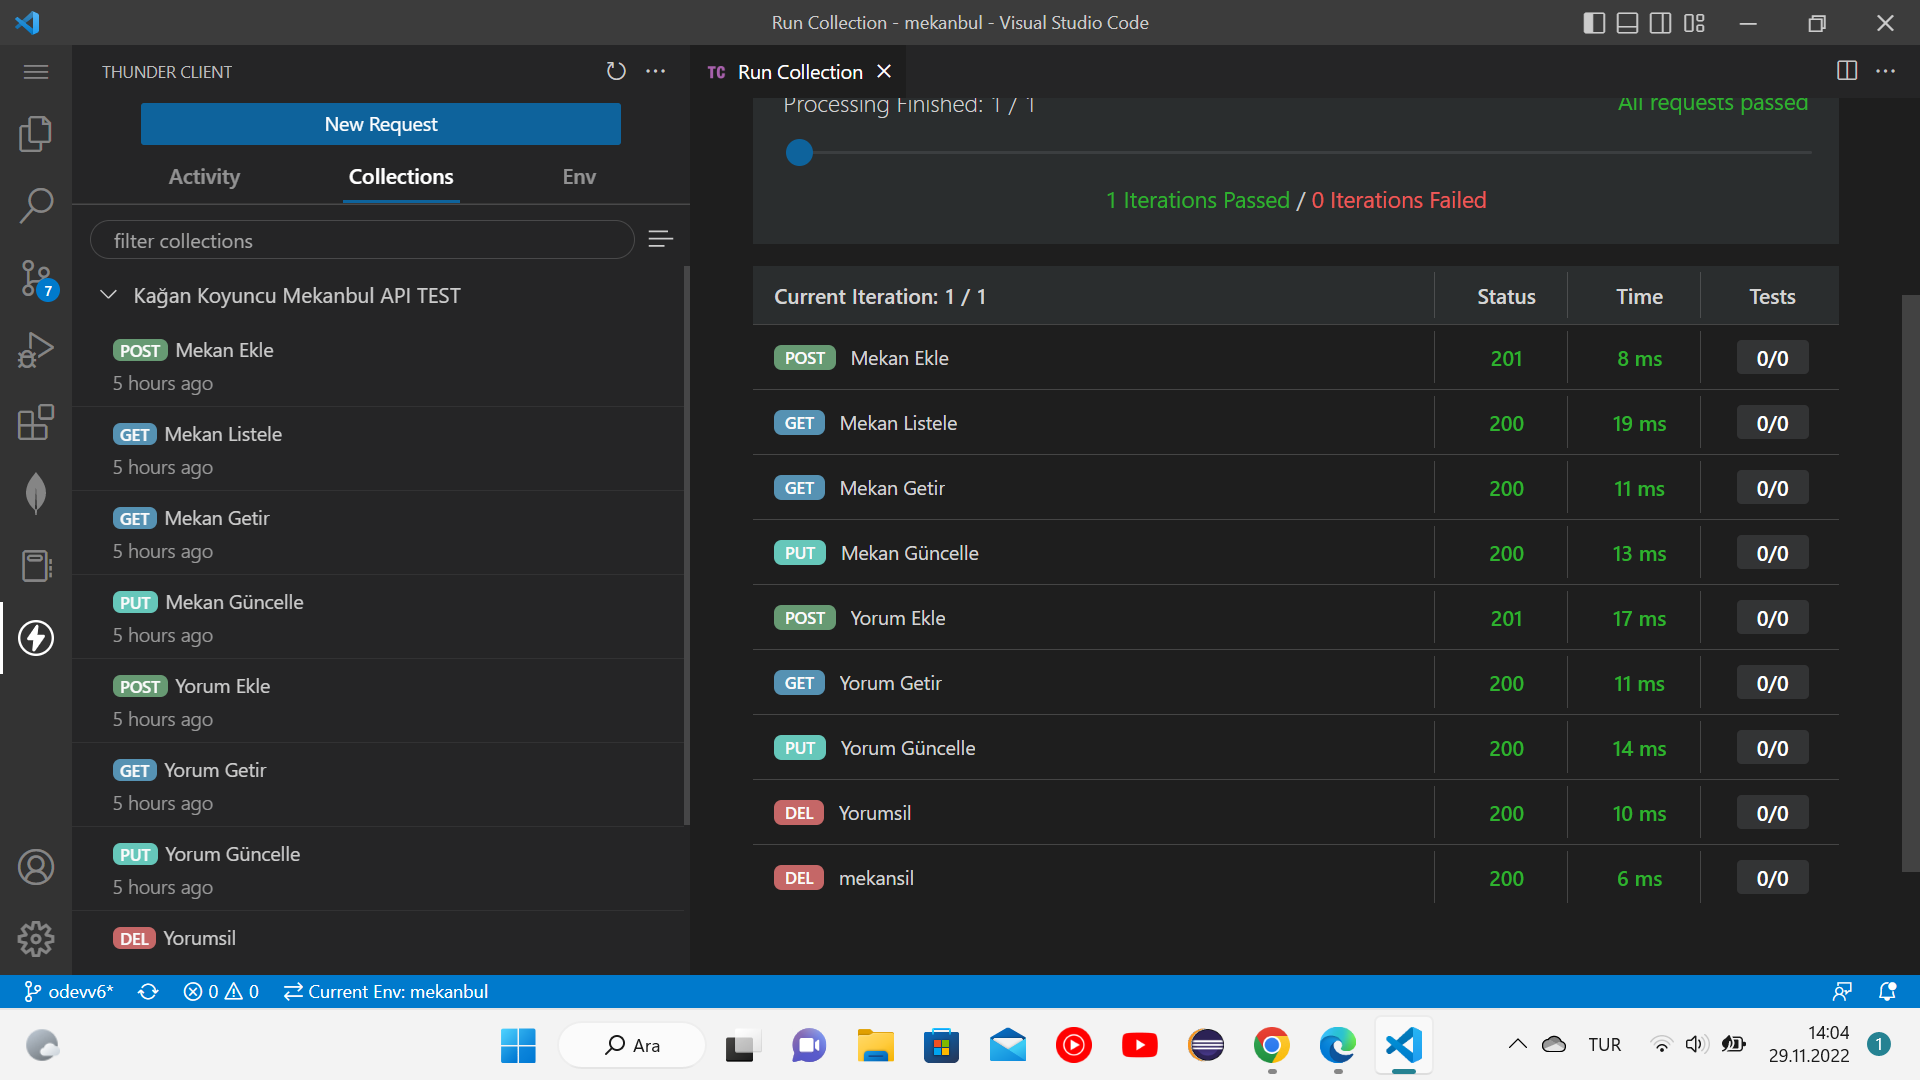 Run Collection - mekanbul - Visual Studio Code
THUNDER CLIENT
New Request
Activity
Collections
Env
filter collections
Kağan Koyuncu Mekanbul API TEST
POST Mekan Ekle
5 hours ago
GET Mekan Listele
5 hours ago
GET Mekan Getir
5 hours ago
PUT Mekan Güncelle
5 hours ago
POST Yorum Ekle
5 hours ago
GET Yorum Getir
5 hours ago
PUT Yorum Güncelle
5 hours ago
DEL Yorumsil
7
TC Run Collection
Processing Finished: 1 / 1
All requests passed
1 Iterations Passed / 0 Iterations Failed
Current Iteration: 1 / 1 Status Time Tests
POST Mekan Ekle 201 8 ms 0/0
GET Mekan Listele 200 19 ms 0/0
GET Mekan Getir 200 11 ms 0/0
PUT Mekan Güncelle 200 13 ms 0/0
POST Yorum Ekle 201 17 ms 0/0
GET Yorum Getir 200 11 ms 0/0
PUT Yorum Güncelle 200 14 ms 0/0
DEL Yorumsil 200 10 ms 0/0
DEL mekansil 200 6 ms 0/0
odevv6* 0 0 Current Env: mekanbul
Ara
TUR
14:04
29.11.2022
1